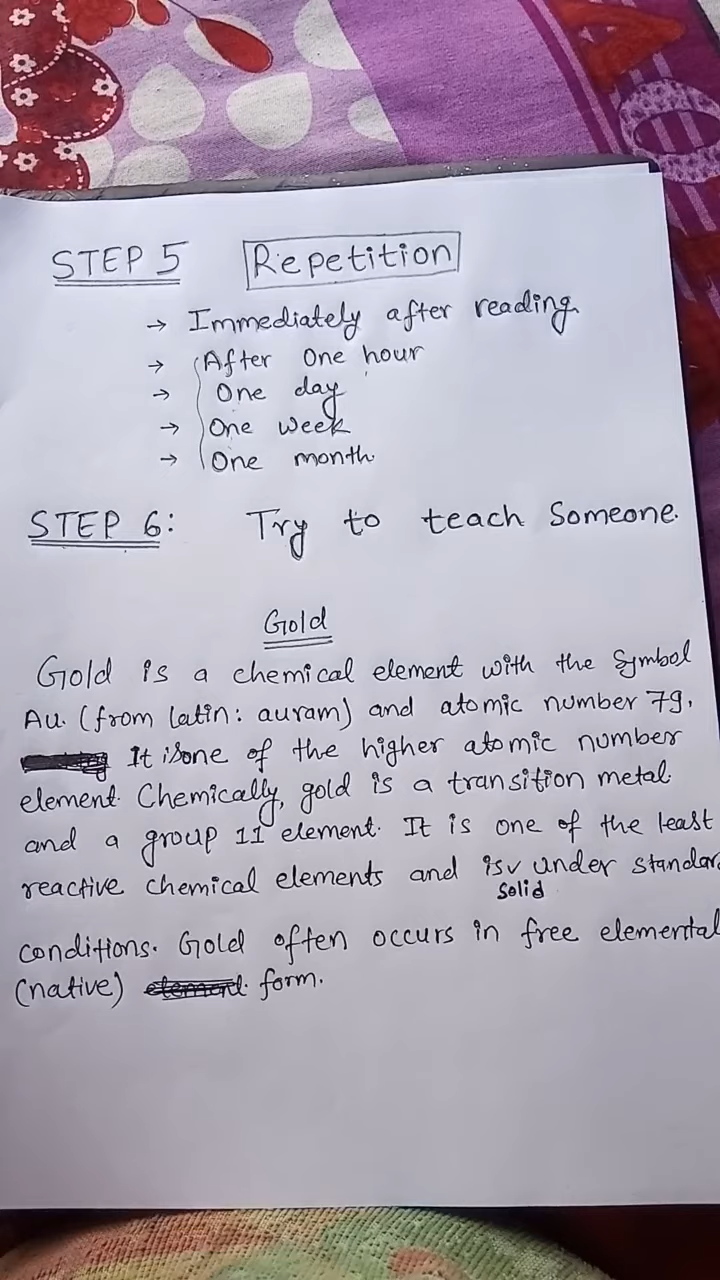 STEP 5 Repetition
→ Immediately after reading.
→ After One hour
→ One day
→ One week
→ One month.
STEP 6: Try to teach Someone.
Gold
Gold is a chemical element with the Symbol
Au. (from latin: auram) and atomic number 79.
It is one of the higher atomic number
element. Chemically, gold is a transition metal.
and a group 11 element. It is one of the least
reactive chemical elements and is solid under standar
conditions. Gold often occurs in free elemental
(native) form.